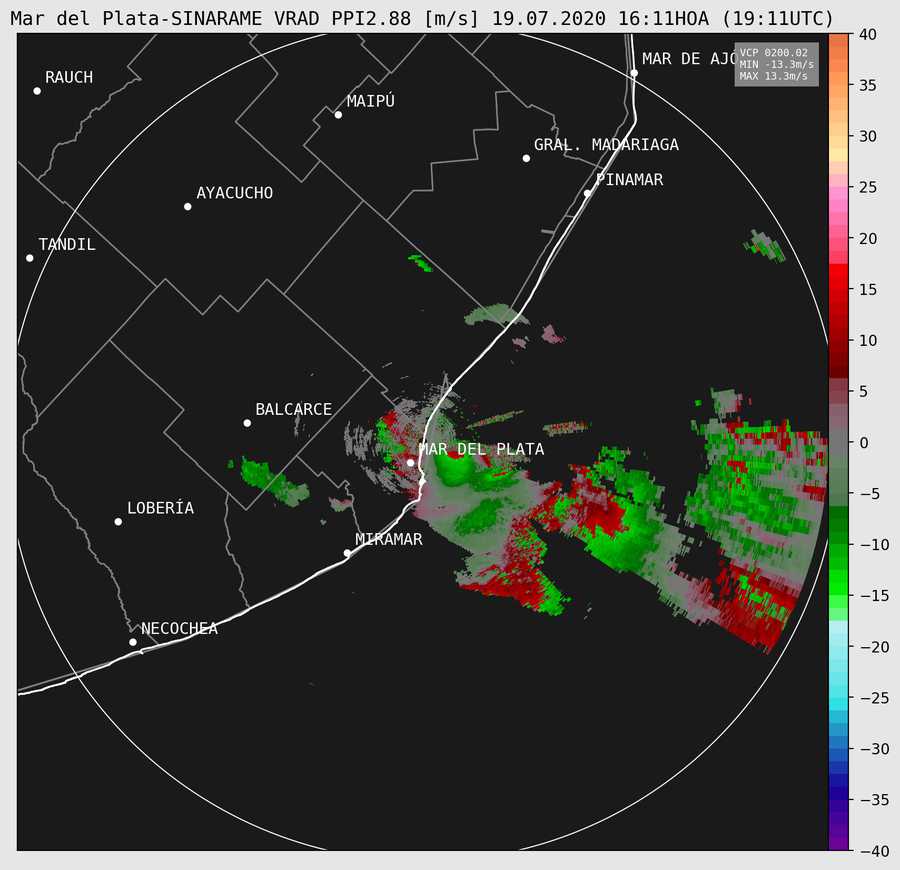 Mar del Plata-SINARAME VRAD PPI2.88 [m/s] 19.07.2020 16:11HOA (19:11UTC)
VCP 0200.02
MIN -13.3m/s
MAX 13.3m/s
MAR DE AJÓ
RAUCH
MAIPÚ
GRAL. MADARIAGA
PINAMAR
AYACUCHO
TANDIL
BALCARCE
MAR DEL PLATA
LOBERÍA
MIRAMAR
NECOCHEA
40
35
30
25
20
15
10
5
0
−5
−10
−15
−20
−25
−30
−35
−40